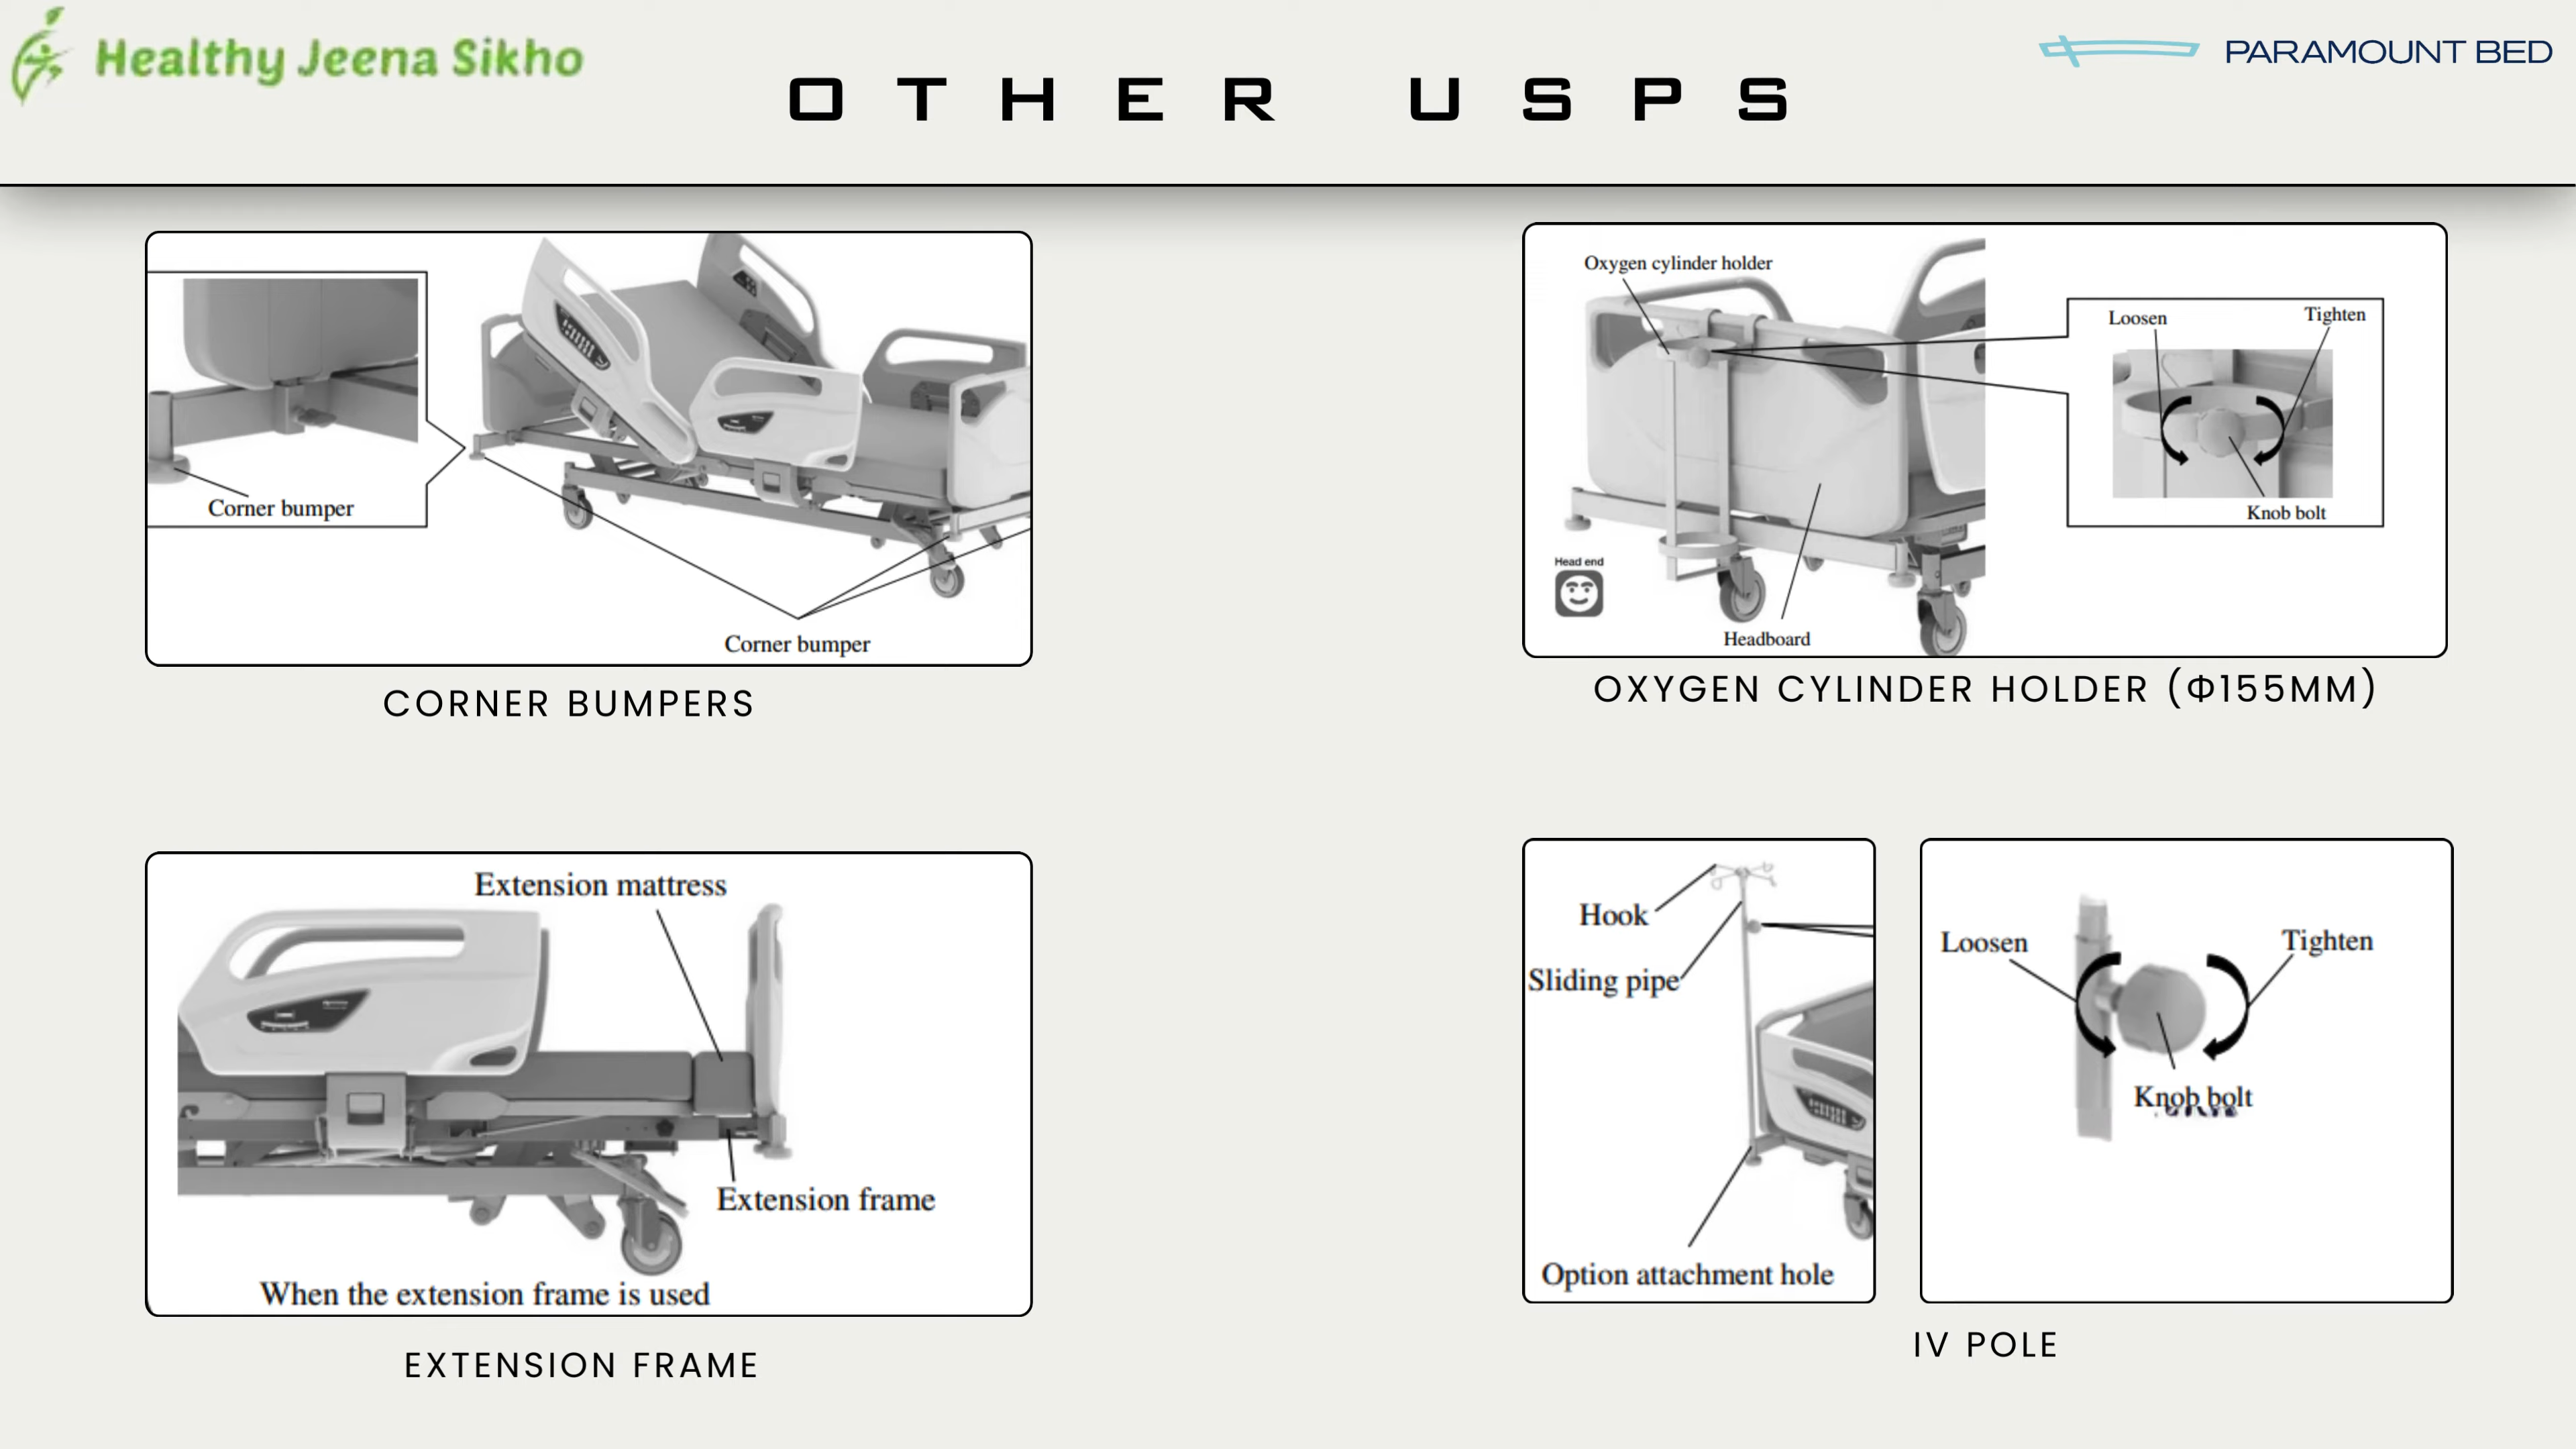 Healthy Jeena Sikho
PARAMOUNT BED
OTHER USPS
Corner bumper
Corner bumper
CORNER BUMPERS
Oxygen cylinder holder
Loosen
Tighten
Knob bolt
Head end
Headboard
OXYGEN CYLINDER HOLDER (Φ155MM)
Extension mattress
Extension frame
When the extension frame is used
EXTENSION FRAME
Hook
Sliding pipe
Option attachment hole
Loosen
Tighten
Knob bolt
IV POLE